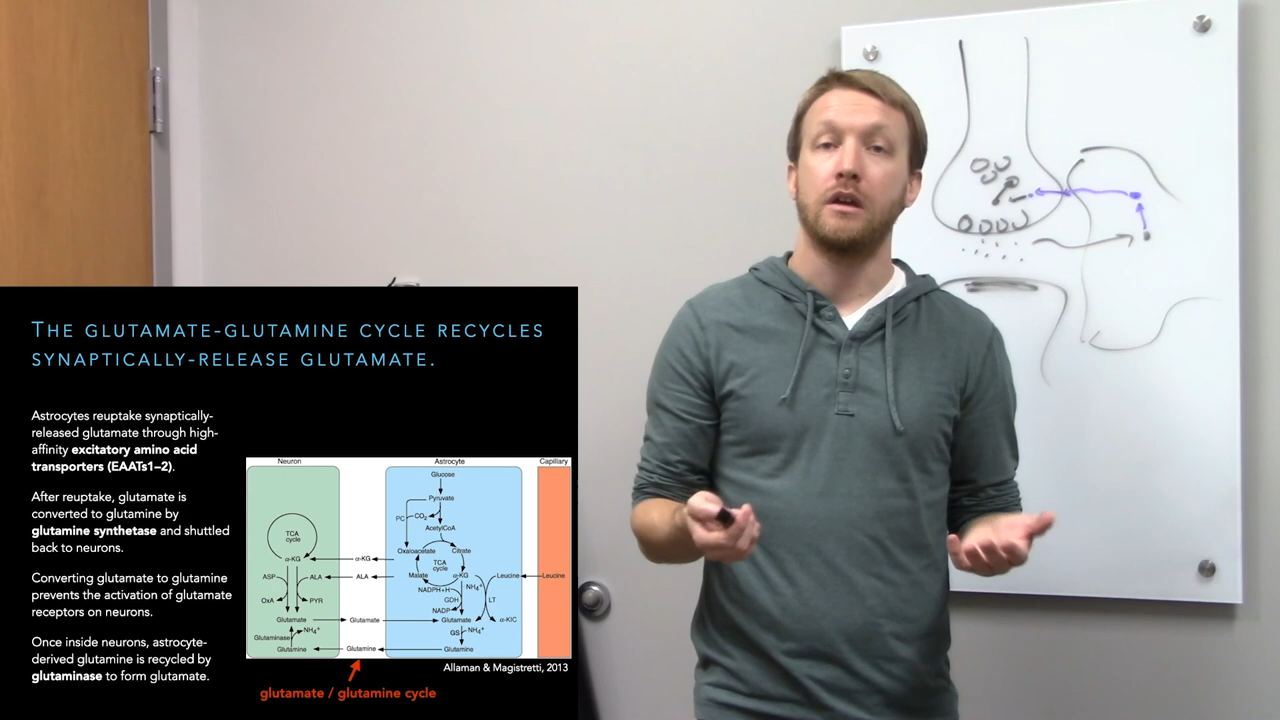 THE GLUTAMATE-GLUTAMINE CYCLE RECYCLES
SYNAPTICALLY-RELEASE GLUTAMATE.
Astrocytes reuptake synaptically-
released glutamate through high-
affinity excitatory amino acid
transporters (EAATs1–2).
After reuptake, glutamate is
converted to glutamine by
glutamine synthetase and shuttled
back to neurons.
Converting glutamate to glutamine
prevents the activation of glutamate
receptors on neurons.
Once inside neurons, astrocyte-
derived glutamine is recycled by
glutaminase to form glutamate.
Neuron Astrocyte Capillary
Glucose
Pyruvate
PC CO2
AcetylCoA
TCA
cycle
Oxaloacetate Citrate
α-KG α-KG
TCA
cycle
ASP ALA ALA Malate α-KG Leucine Leucine
NADPH+H+ NH4+
OxA PYR GDH LT
NADP
Glutamate Glutamate Glutamate α-KIC
NH4+ GS NH4+
Glutaminase
Glutamine Glutamine Glutamine
Allaman & Magistretti, 2013
glutamate / glutamine cycle